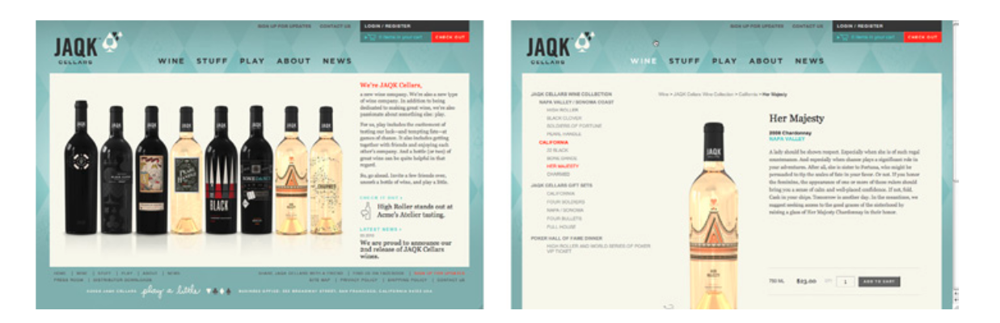 SIGN UP FOR UPDATES CONTACT US LOGIN / REGISTER
0 items in your cart CHECK OUT
JAQK
CELLARS
WINE STUFF PLAY ABOUT NEWS
We're JAQK Cellars,
a new wine company. We're also a new type
of wine company. In addition to being
dedicated to making great wine, we're also
passionate about something else: play.
For us, play includes the excitement of
testing our luck—and tempting fate—at
games of chance. It also includes getting
together with friends and enjoying each
other's company. And a bottle (or two) of
great wine can be quite helpful in that
regard.
So, go ahead. Invite a few friends over,
uncork a bottle of wine, and play a little.
CHECK IT OUT
High Roller stands out at
Acme's Atelier tasting.
LATEST NEWS
We are proud to announce our
2nd release of JAQK Cellars
wines.
BLACK
HOME | WINE | STUFF | PLAY | ABOUT | NEWS
PRESS ROOM | DISTRIBUTOR DOWNLOADS
SHARE JAQK CELLARS WITH A FRIEND | FIND US ON FACEBOOK | SIGN UP FOR UPDATES
SITE MAP | PRIVACY POLICY | SHIPPING POLICY | CONTACT US
JAQK CELLARS play a little
BUSINESS OFFICE: BROADWAY STREET, SAN FRANCISCO, CALIFORNIA
SIGN UP FOR UPDATES CONTACT US LOGIN / REGISTER
0 items in your cart CHECK OUT
JAQK
CELLARS
WINE STUFF PLAY ABOUT NEWS
JAQK CELLARS WINE COLLECTION
NAPA VALLEY / SONOMA COAST
HIGH ROLLER
BLACK CLOVER
SOLDIERS OF FORTUNE
PEARL HANDLE
CALIFORNIA
22 BLACK
BONE DANCE
HER MAJESTY
CHARMED
JAQK CELLARS GIFT SETS
CALIFORNIA
FOUR SOLDIERS
NAPA / SONOMA
FOUR BULLETS
FULL HOUSE
POKER HALL OF FAME DINNER
HIGH ROLLER AND WORLD SERIES OF POKER
VIP TICKET
Wine > JAQK Cellars Wine Collection > California > Her Majesty
JAQK
HER MAJESTY
Her Majesty
2008 Chardonnay
NAPA VALLEY
A lady should be shown respect. Especially when she is of such regal
countenance. And especially when chance plays a significant role in
your adventures. After all, she is sister to Fortuna, who might be
persuaded to tip the scales of fate in your favor. Or not. If you honor
the feminine, the appearance of one or more of these rulers should
bring you a sense of calm and well-placed confidence. If not, fold.
Cash in your chips. Tomorrow is another day. In the meantime, we
suggest seeking access to the good graces of the sisterhood by
raising a glass of Her Majesty Chardonnay in their honor.
750 ML $23.00 QTY 1 ADD TO CART